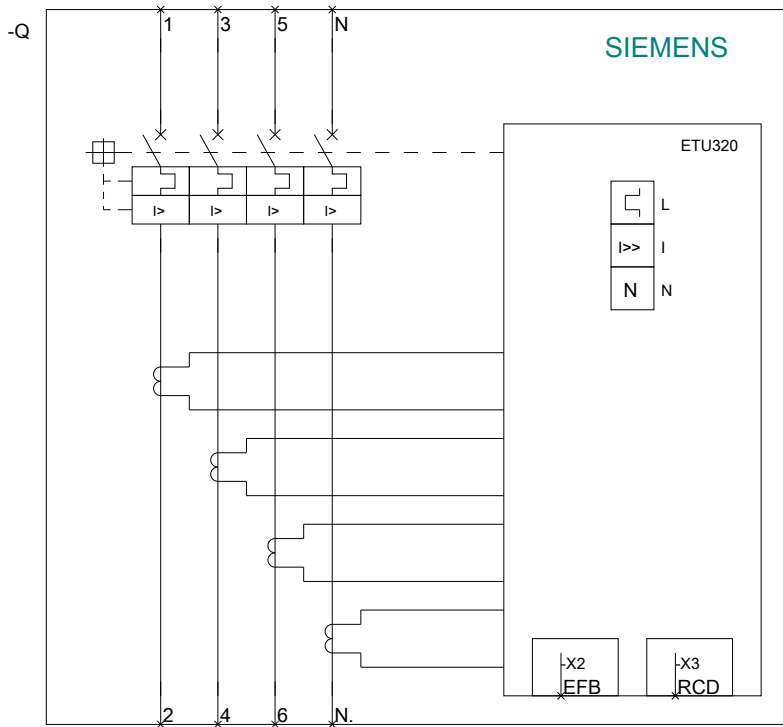 1 3 5 N
-Q
SIEMENS
ETU320
L
I> I> I> I>
I>> I
N N
-X2 -X3
EFB RCD
2 4 6 N.